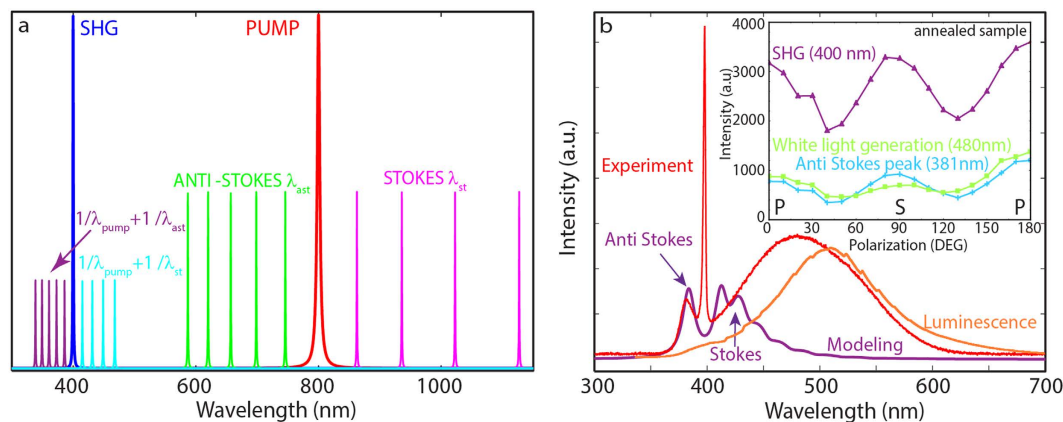 a
SHG
PUMP
ANTI -STOKES λast
STOKES λst
1/λpump+1 /λast
1/λpump+1 /λst
400
600
800
1000
Wavelength (nm)
b
Intensity (a.u.)
Experiment
Anti Stokes
Stokes
Modeling
Luminescence
300
400
500
600
700
Wavelength (nm)
annealed sample
Intensity (a.u)
4000
3000
2000
1000
0
SHG (400 nm)
White light generation (480nm)
Anti Stokes peak (381nm)
P
S
P
0
30
60
90
120
150
180
Polarization (DEG)